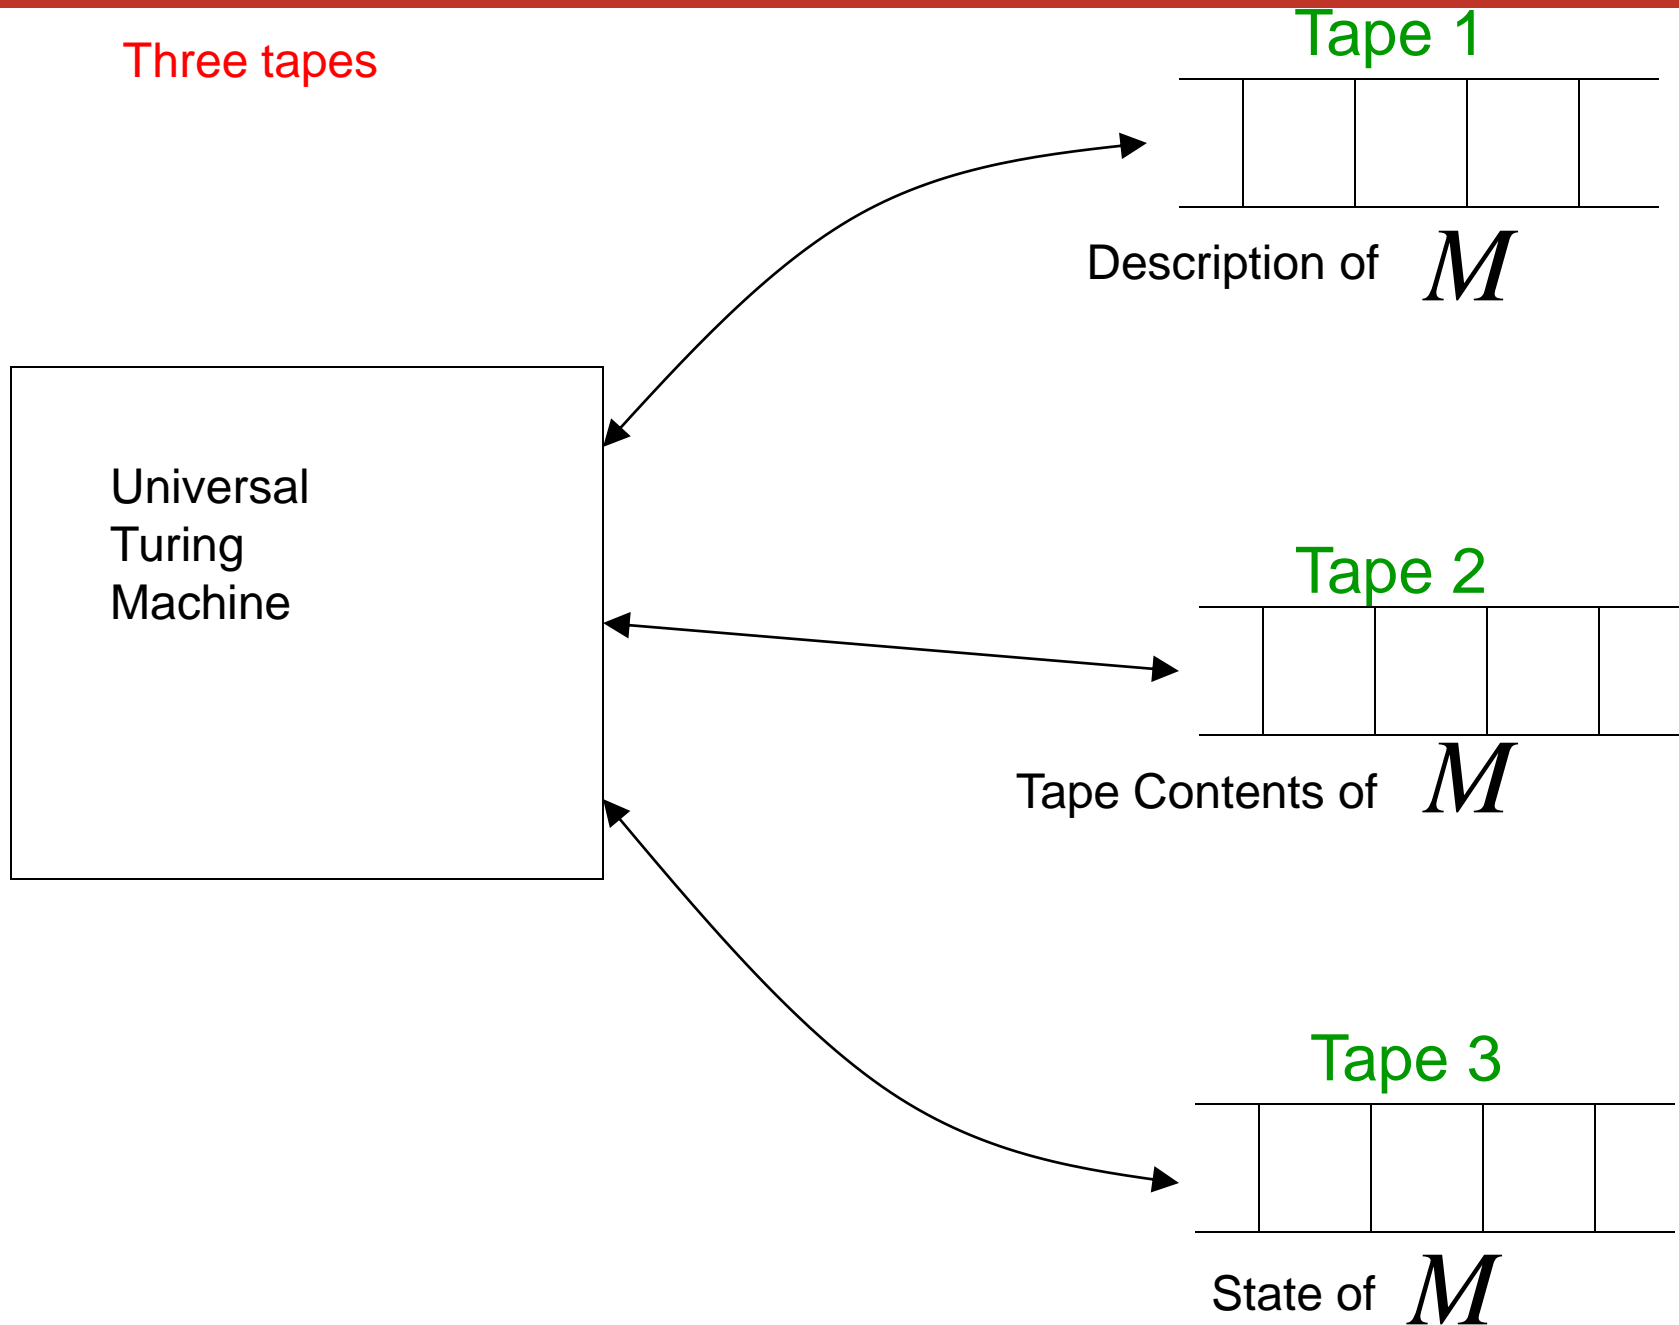 Three tapes
Tape 1
Description of M
Universal
Turing
Machine
Tape 2
Tape Contents of M
Tape 3
State of M